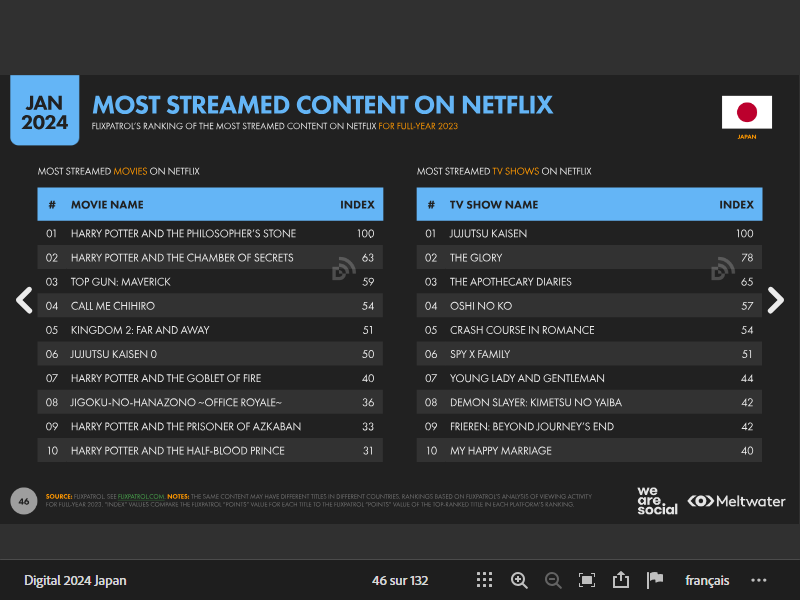 JAN
2024
MOST STREAMED CONTENT ON NETFLIX
FLIXPATROL'S RANKING OF THE MOST STREAMED CONTENT ON NETFLIX FOR FULL-YEAR 2023
JAPAN
MOST STREAMED MOVIES ON NETFLIX
# MOVIE NAME INDEX
01 HARRY POTTER AND THE PHILOSOPHER'S STONE 100
02 HARRY POTTER AND THE CHAMBER OF SECRETS 63
03 TOP GUN: MAVERICK 59
04 CALL ME CHIHIRO 54
05 KINGDOM 2: FAR AND AWAY 51
06 JUJUTSU KAISEN 0 50
07 HARRY POTTER AND THE GOBLET OF FIRE 40
08 JIGOKU-NO-HANAZONO ~OFFICE ROYALE~ 36
09 HARRY POTTER AND THE PRISONER OF AZKABAN 33
10 HARRY POTTER AND THE HALF-BLOOD PRINCE 31
MOST STREAMED TV SHOWS ON NETFLIX
# TV SHOW NAME INDEX
01 JUJUTSU KAISEN 100
02 THE GLORY 78
03 THE APOTHECARY DIARIES 65
04 OSHI NO KO 57
05 CRASH COURSE IN ROMANCE 54
06 SPY X FAMILY 51
07 YOUNG LADY AND GENTLEMAN 44
08 DEMON SLAYER: KIMETSU NO YAIBA 42
09 FRIEREN: BEYOND JOURNEY'S END 42
10 MY HAPPY MARRIAGE 40
46
SOURCE: FLIXPATROL. SEE FLIXPATROL.COM. NOTES: THE SAME CONTENT MAY HAVE DIFFERENT TITLES IN DIFFERENT COUNTRIES. RANKINGS BASED ON FLIXPATROL'S ANALYSIS OF VIEWING ACTIVITY
FOR FULL-YEAR 2023. "INDEX" VALUES COMPARE THE FLIXPATROL "POINTS" VALUE FOR EACH TITLE TO THE FLIXPATROL "POINTS" VALUE OF THE TOP-RANKED TITLE IN EACH PLATFORM'S RANKING.
we
are
social
Meltwater
Digital 2024 Japan
46 sur 132
français